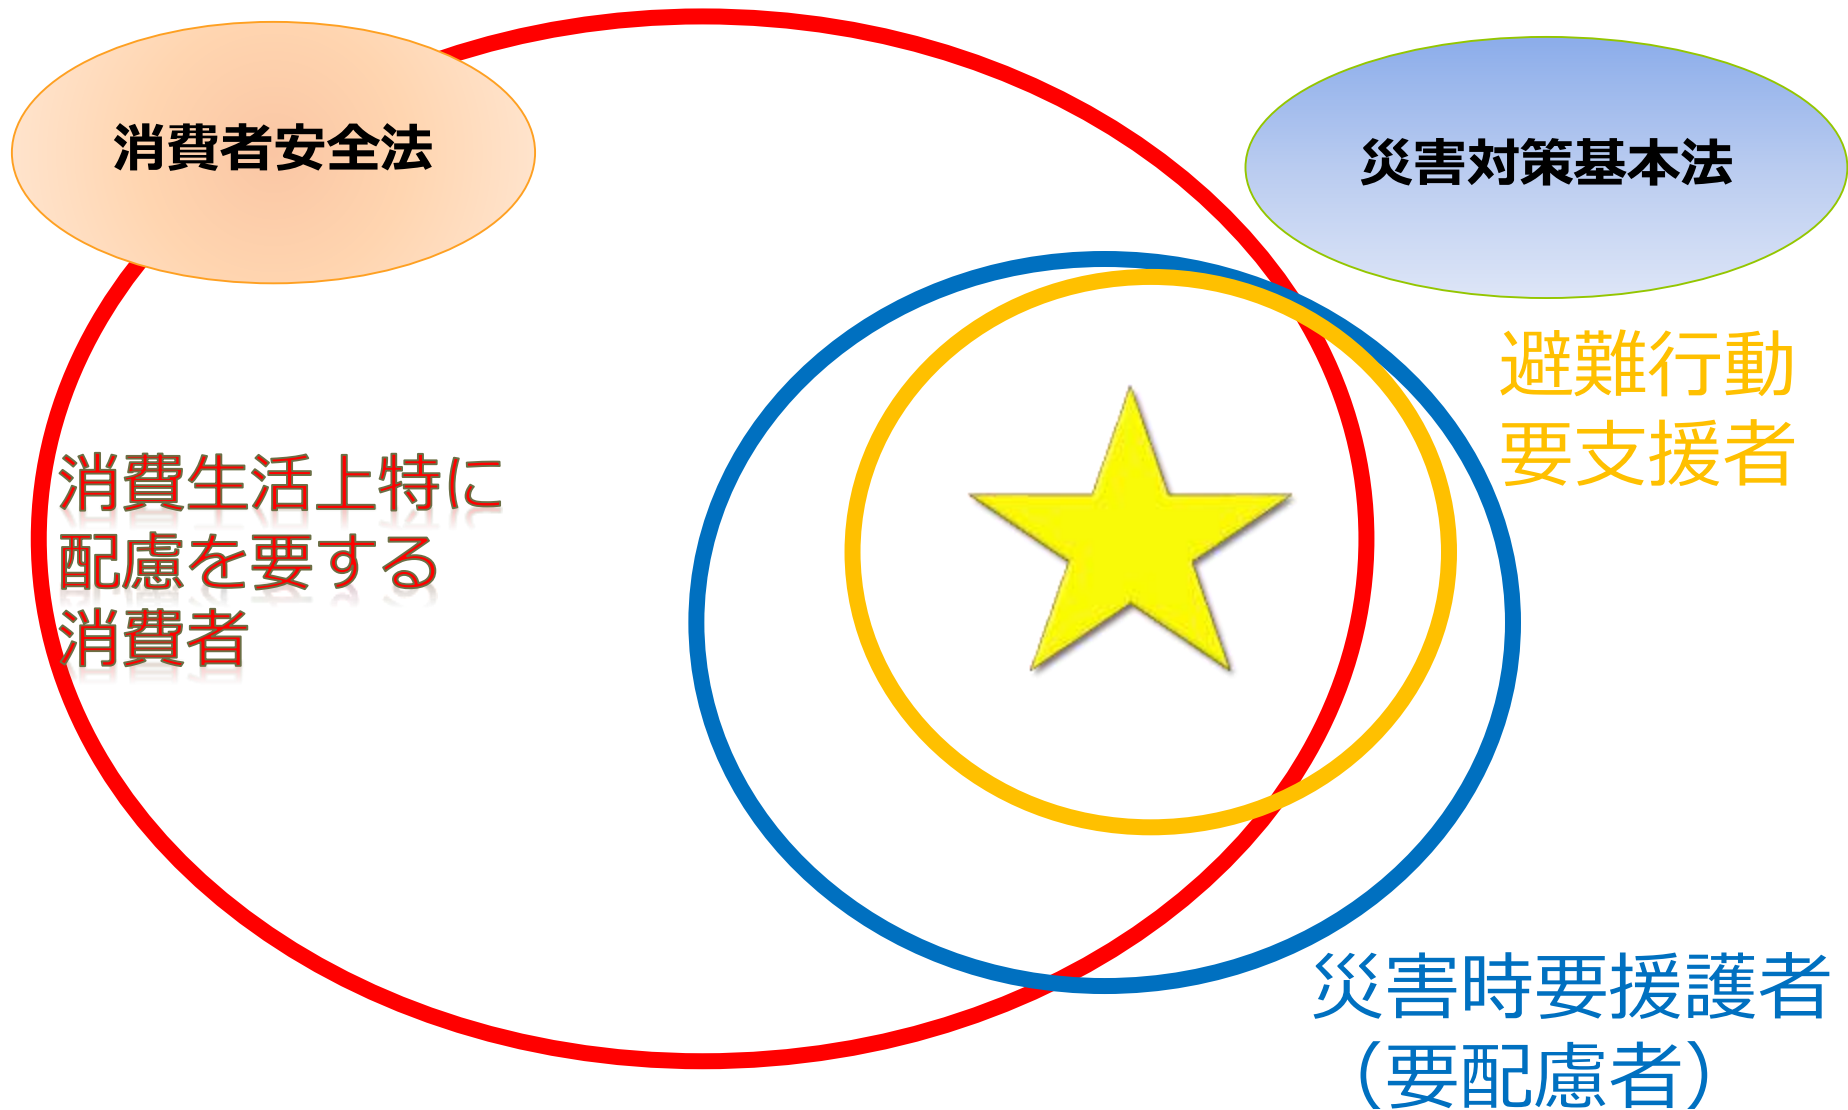 消費者安全法
災害対策基本法
避難行動
要支援者
消費生活上特に
配慮を要する
消費者
災害時要援護者
（要配慮者）